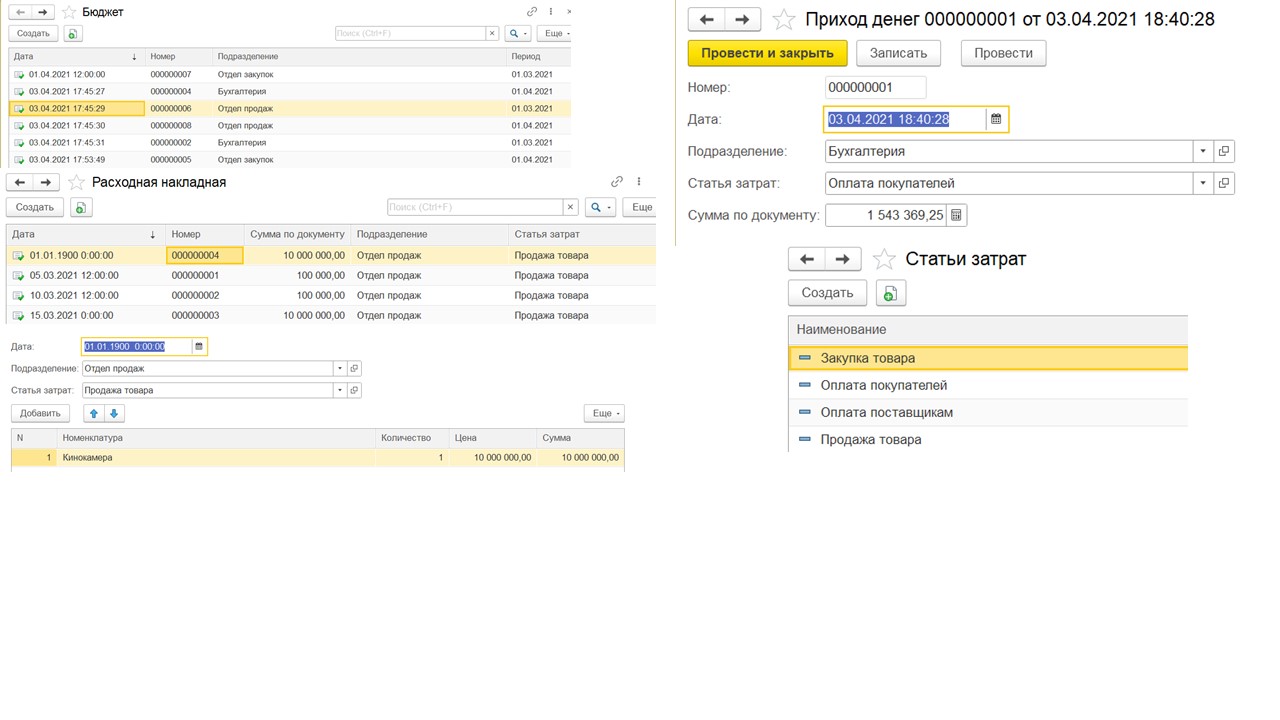 Бюджет
Создать
Поиск (Ctrl+F)
Еще
Дата Номер Подразделение Период
01.04.2021 12:00:00 000000007 Отдел закупок 01.03.2021
03.04.2021 17:45:27 000000004 Бухгалтерия 01.04.2021
03.04.2021 17:45:29 000000006 Отдел продаж 01.03.2021
03.04.2021 17:45:30 000000008 Отдел продаж 01.04.2021
03.04.2021 17:45:31 000000002 Бухгалтерия 01.03.2021
03.04.2021 17:53:49 000000005 Отдел закупок 01.04.2021
Расходная накладная
Создать
Поиск (Ctrl+F)
Еще
Дата Номер Сумма по документу Подразделение Статья затрат
01.01.1900 0:00:00 000000004 10 000 000,00 Отдел продаж Продажа товара
05.03.2021 12:00:00 000000001 100 000,00 Отдел продаж Продажа товара
10.03.2021 12:00:00 000000002 100 000,00 Отдел продаж Продажа товара
15.03.2021 0:00:00 000000003 10 000 000,00 Отдел продаж Продажа товара
Дата: 01.01.1900 0:00:00
Подразделение: Отдел продаж
Статья затрат: Продажа товара
Добавить
Еще
N Номенклатура Количество Цена Сумма
1 Кинокамера 1 10 000 000,00 10 000 000,00
Приход денег 000000001 от 03.04.2021 18:40:28
Провести и закрыть Записать Провести
Номер: 000000001
Дата: 03.04.2021 18:40:28
Подразделение: Бухгалтерия
Статья затрат: Оплата покупателей
Сумма по документу: 1 543 369,25
Статьи затрат
Создать
Наименование
Закупка товара
Оплата покупателей
Оплата поставщикам
Продажа товара